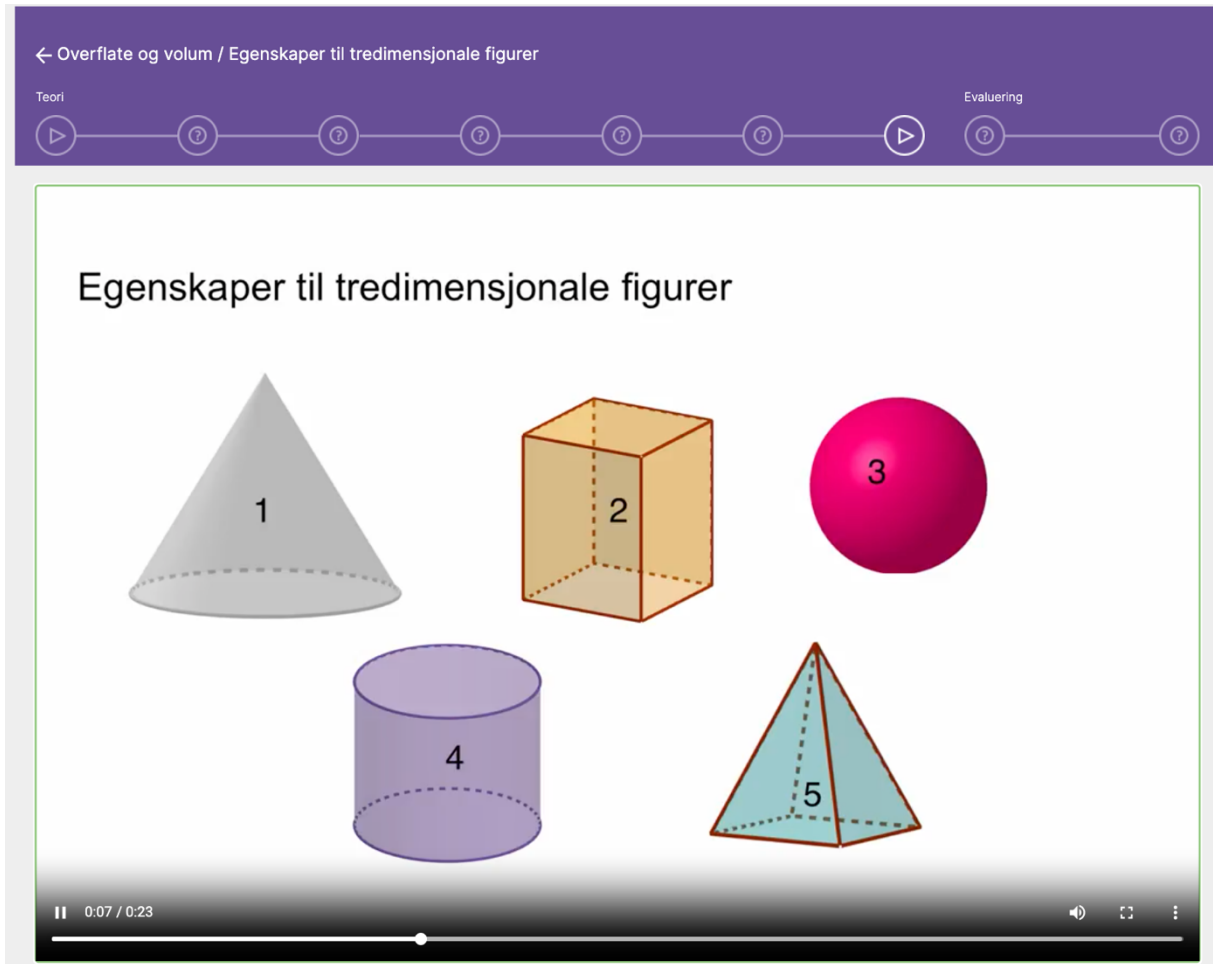 ← Overflate og volum / Egenskaper til tredimensjonale figurer
Teori
Evaluering
? ? ? ? ? ? ?
Egenskaper til tredimensjonale figurer
1
2
3
4
5
0:07 / 0:23